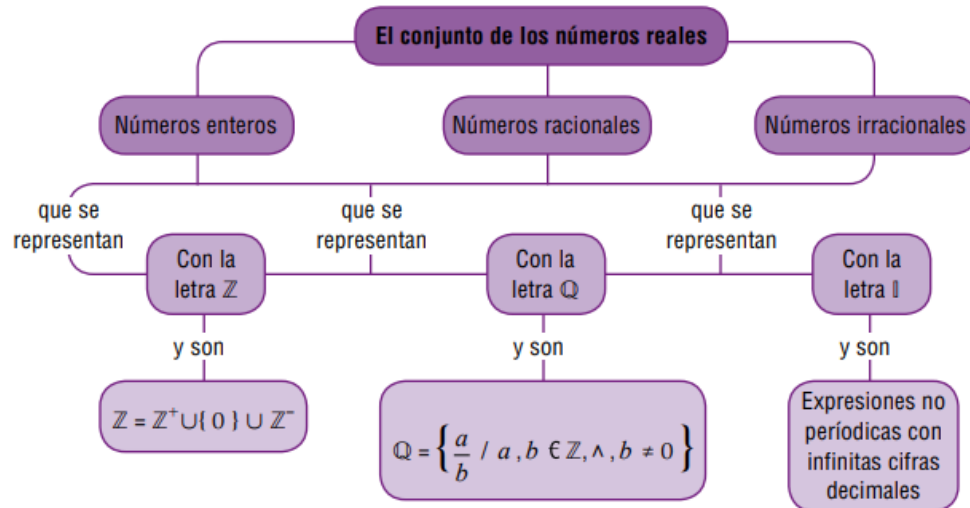 El conjunto de los números reales
Números enteros
Números racionales
Números irracionales
que se
representan
que se
representan
que se
representan
Con la
letra ℤ
Con la
letra ℚ
Con la
letra 𝕀
y son
y son
y son
ℤ = ℤ⁺ ∪ { 0 } ∪ ℤ⁻
ℚ = { a/b / a , b ∈ ℤ, ∧ , b ≠ 0 }
Expresiones no
períodicas con
infinitas cifras
decimales